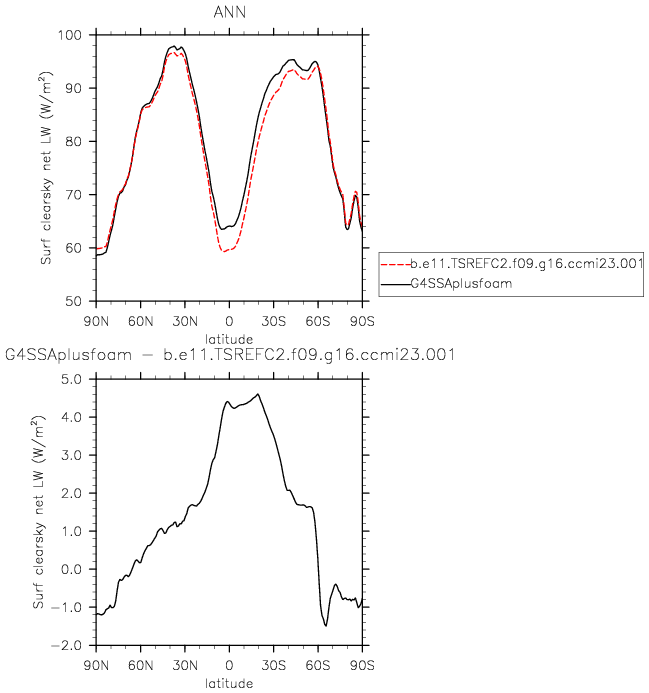 ANN
100
90
80
70
60
50
Surf clearsky net LW (W/m²)
90N 60N 30N 0 30S 60S 90S
latitude
b.e11.TSREFC2.f09.g16.ccmi23.001
G4SSAplusfoam
G4SSAplusfoam − b.e11.TSREFC2.f09.g16.ccmi23.001
5.0
4.0
3.0
2.0
1.0
0.0
−1.0
−2.0
Surf clearsky net LW (W/m²)
90N 60N 30N 0 30S 60S 90S
latitude